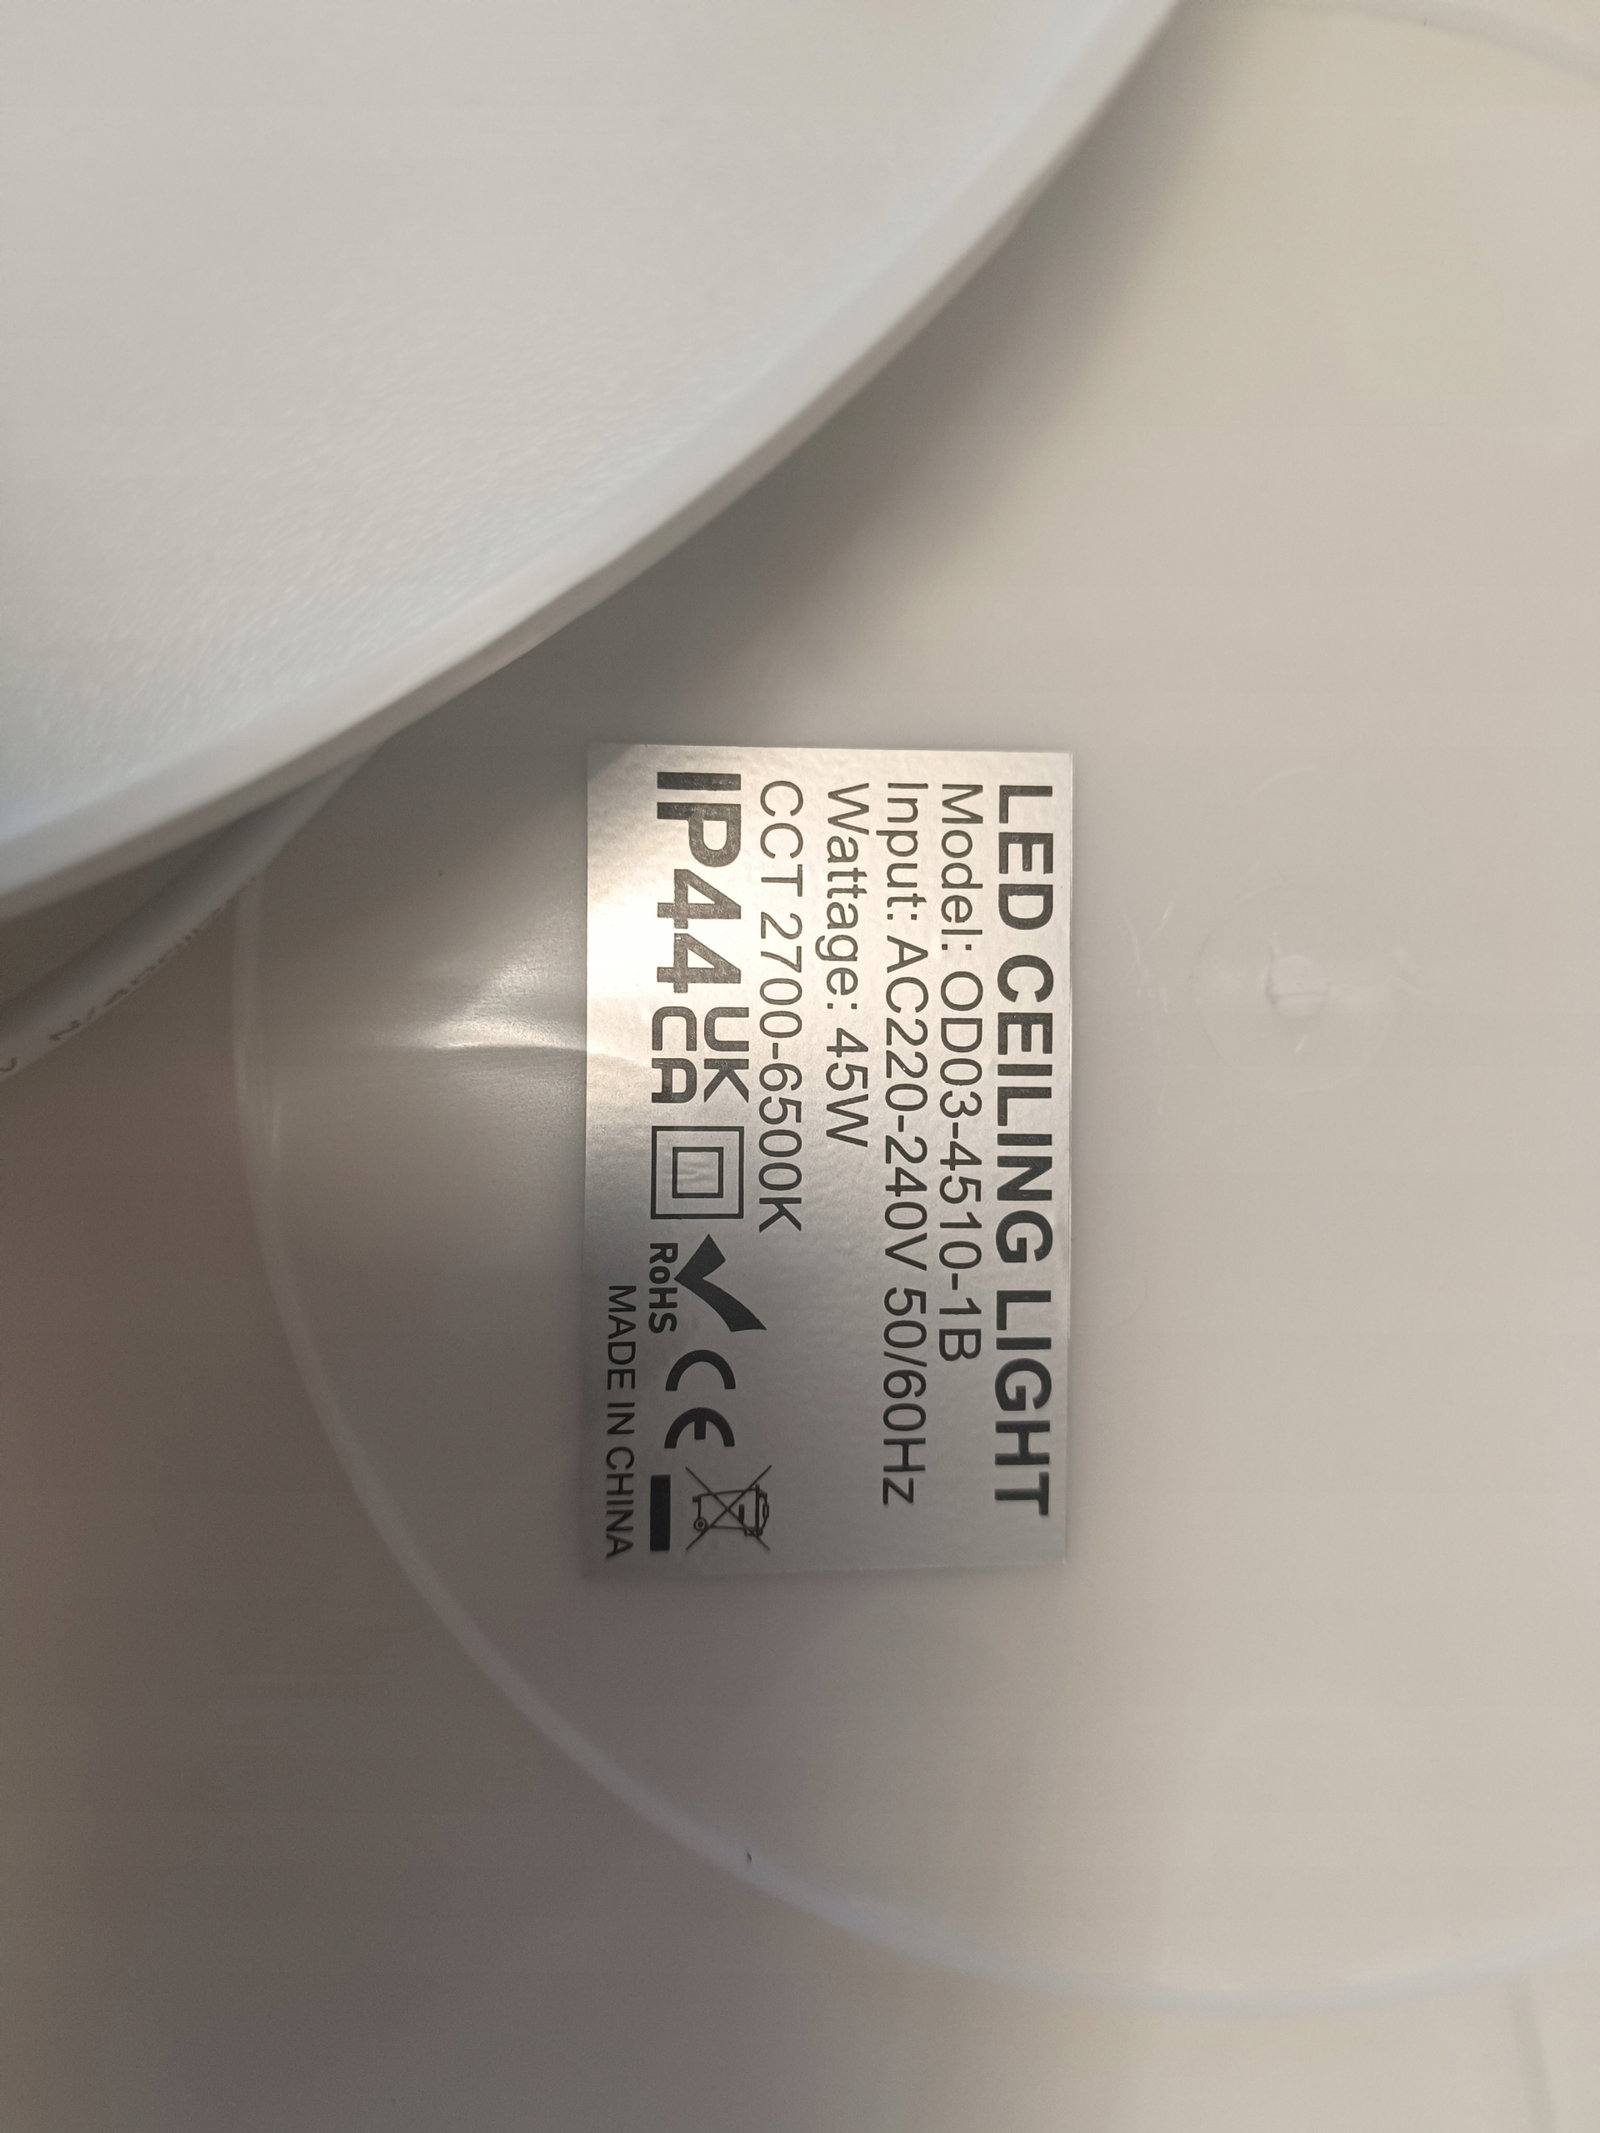 LED CEILING LIGHT
Model: OD03-4510-1B
Input: AC220-240V 50/60Hz
Wattage: 45W
CCT 2700-6500K
IP44 UK CA RoHS CE
MADE IN CHINA